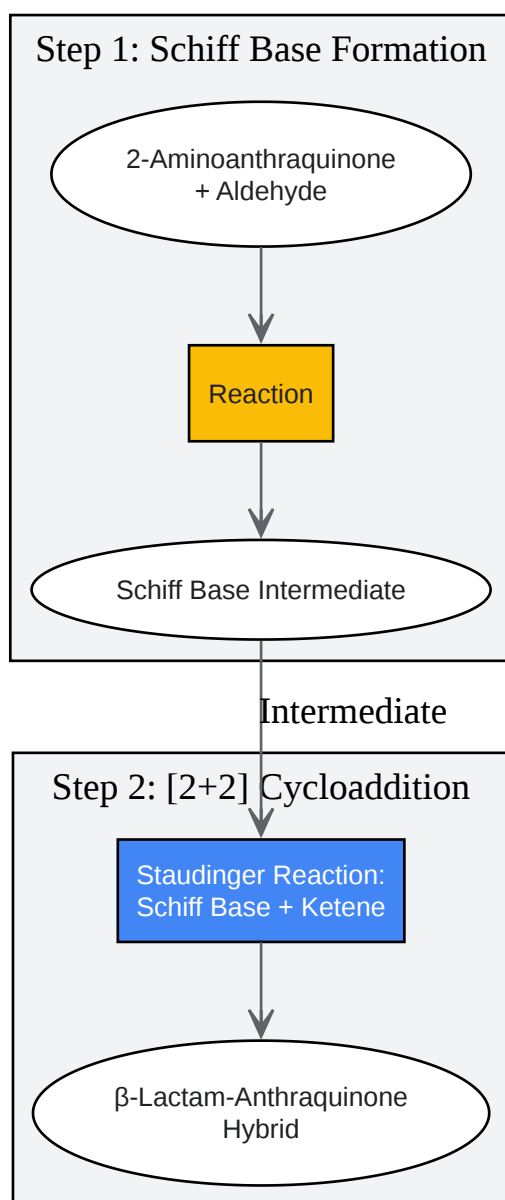 Step 1: Schiff Base Formation
2-Aminoanthraquinone
+ Aldehyde
Reaction
Schiff Base Intermediate
Intermediate
Step 2: [2+2] Cycloaddition
Staudinger Reaction:
Schiff Base + Ketene
β-Lactam-Anthraquinone
Hybrid